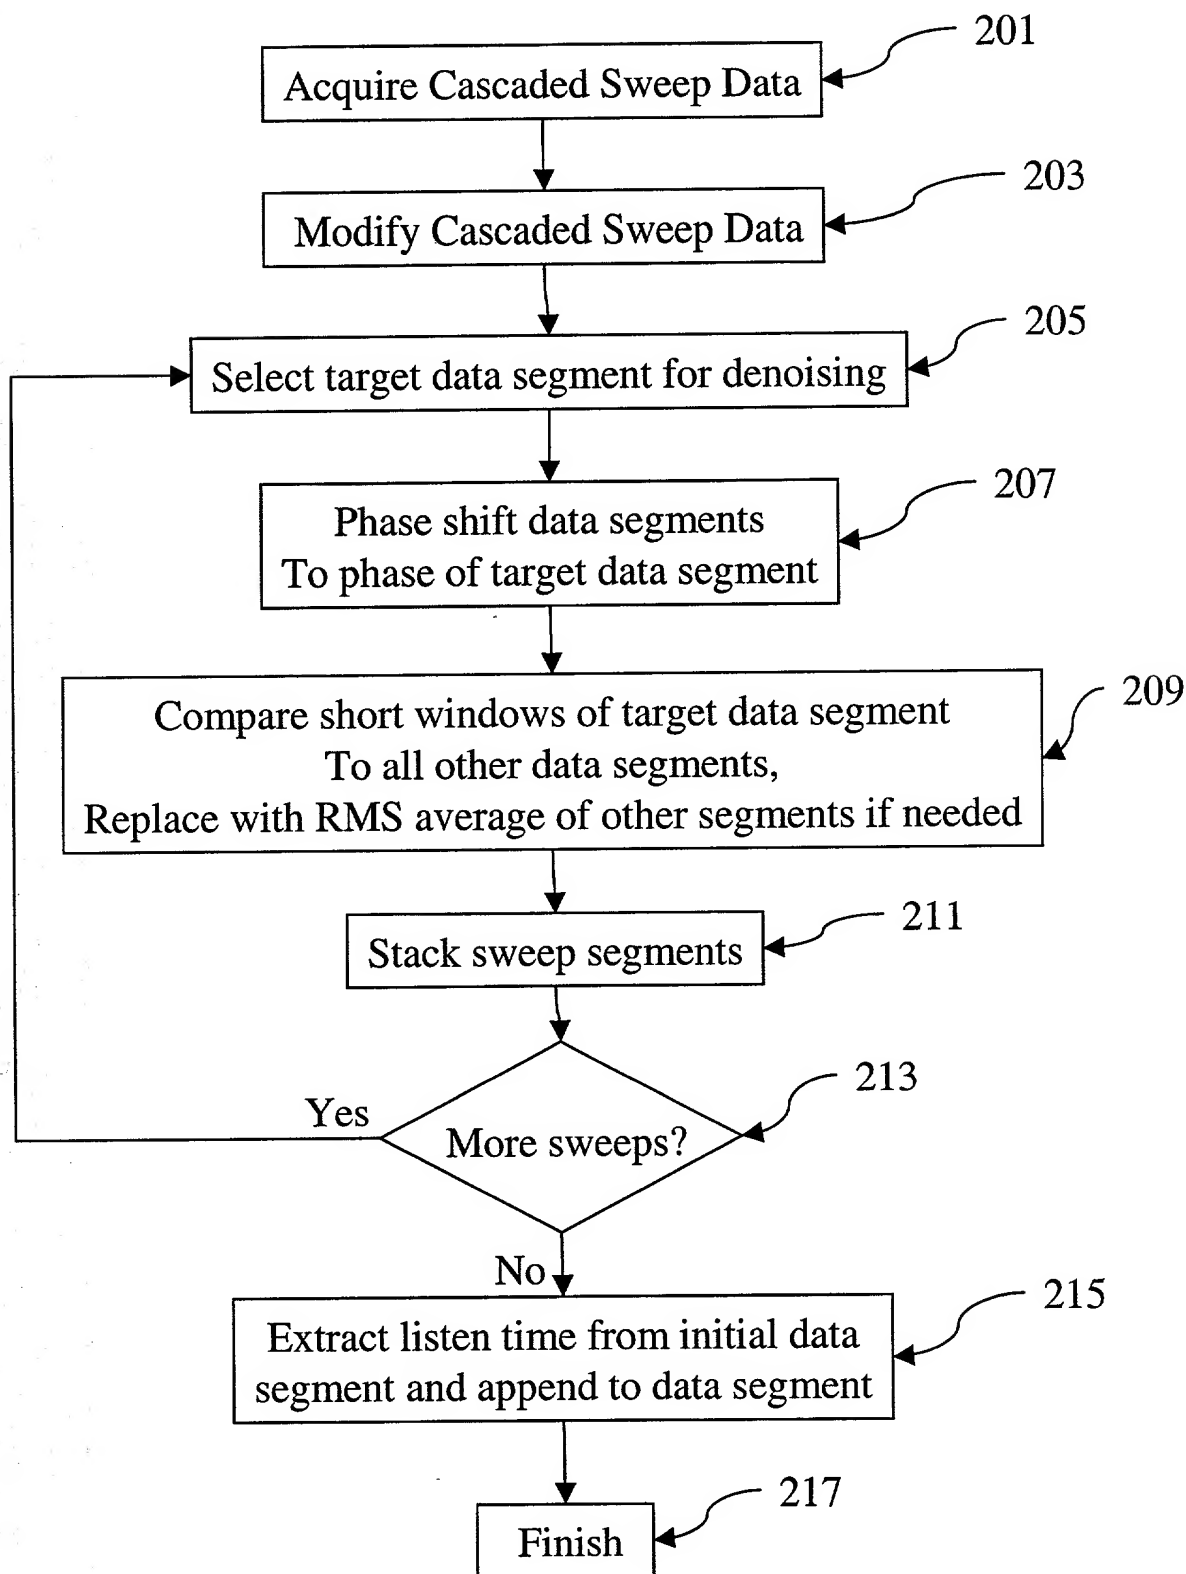 201
Acquire Cascaded Sweep Data
203
Modify Cascaded Sweep Data
205
Select target data segment for denoising
207
Phase shift data segments
To phase of target data segment
209
Compare short windows of target data segment
To all other data segments,
Replace with RMS average of other segments if needed
211
Stack sweep segments
213
Yes
More sweeps?
No
215
Extract listen time from initial data
segment and append to data segment
217
Finish